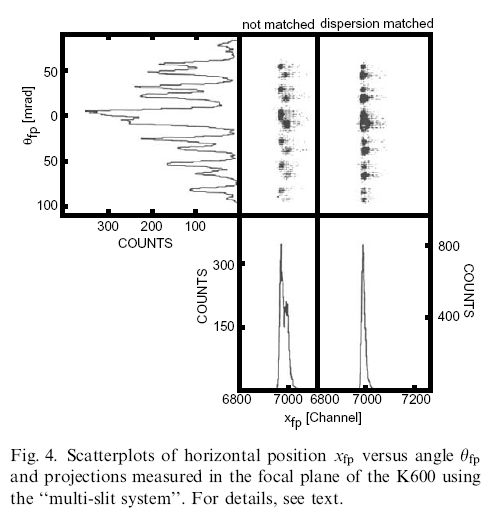 not matched dispersion matched
50
0
50
100
θfp [mrad]
300 200 100
COUNTS
300
150
COUNTS
800
400
COUNTS
6800 7000 6800 7000 7200
xfp [Channel]
Fig. 4. Scatterplots of horizontal position xfp versus angle θfp
and projections measured in the focal plane of the K600 using
the “multi-slit system”. For details, see text.